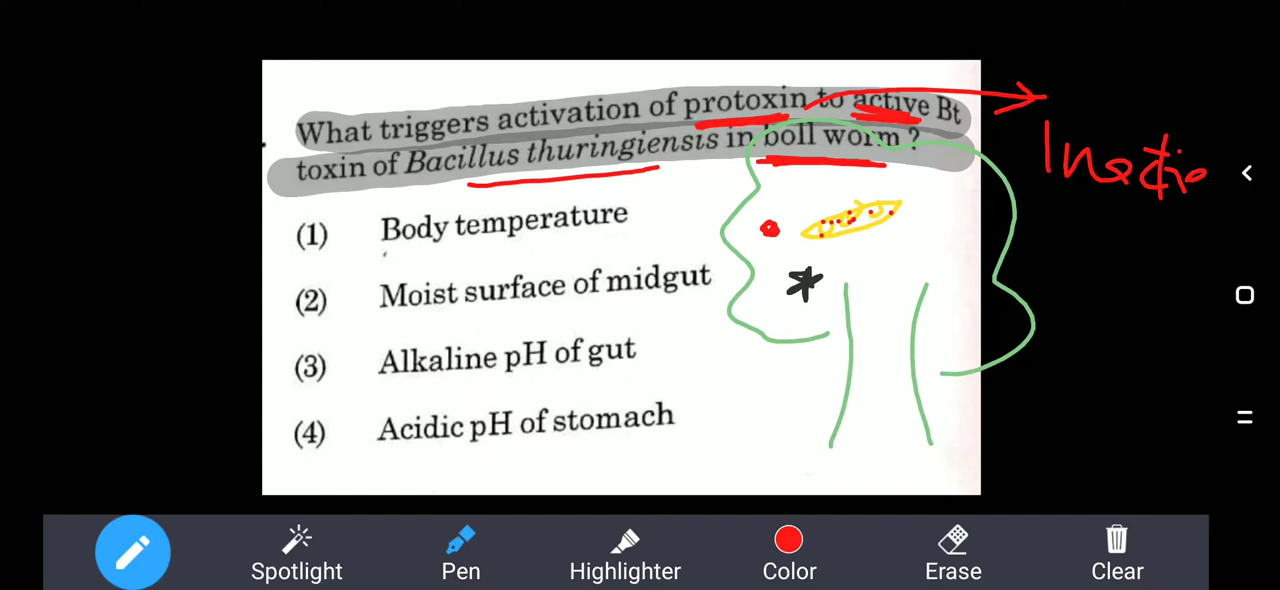 What triggers activation of protoxin to active Bt
toxin of Bacillus thuringiensis in boll worm ?
(1) Body temperature
(2) Moist surface of midgut
(3) Alkaline pH of gut
(4) Acidic pH of stomach
Spotlight
Pen
Highlighter
Color
Erase
Clear